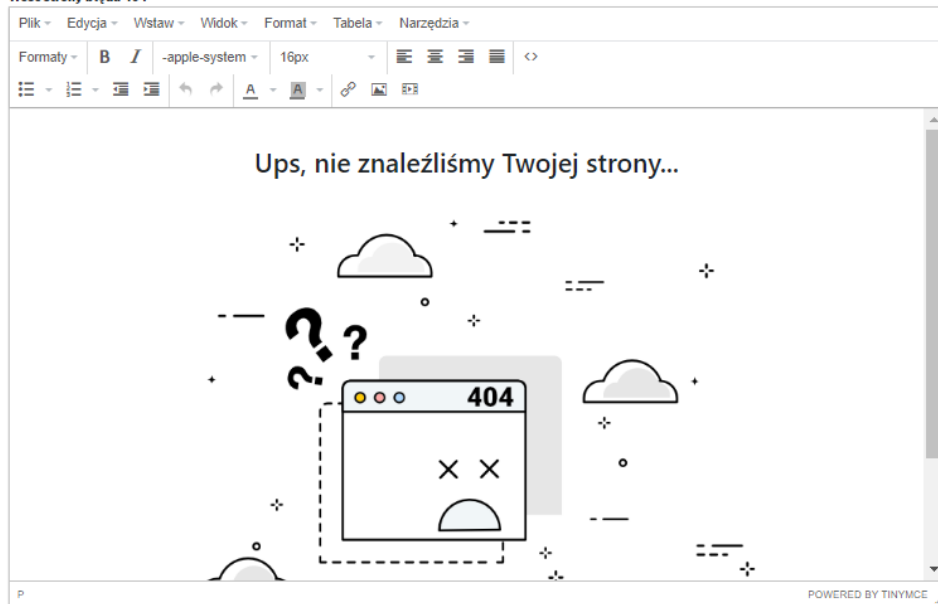 Plik Edycja Wstaw Widok Format Tabela Narzędzia
Formaty B I -apple-system 16px <>
A A
Ups, nie znaleźliśmy Twojej strony...
? ?
?
404
P POWERED BY TINYMCE